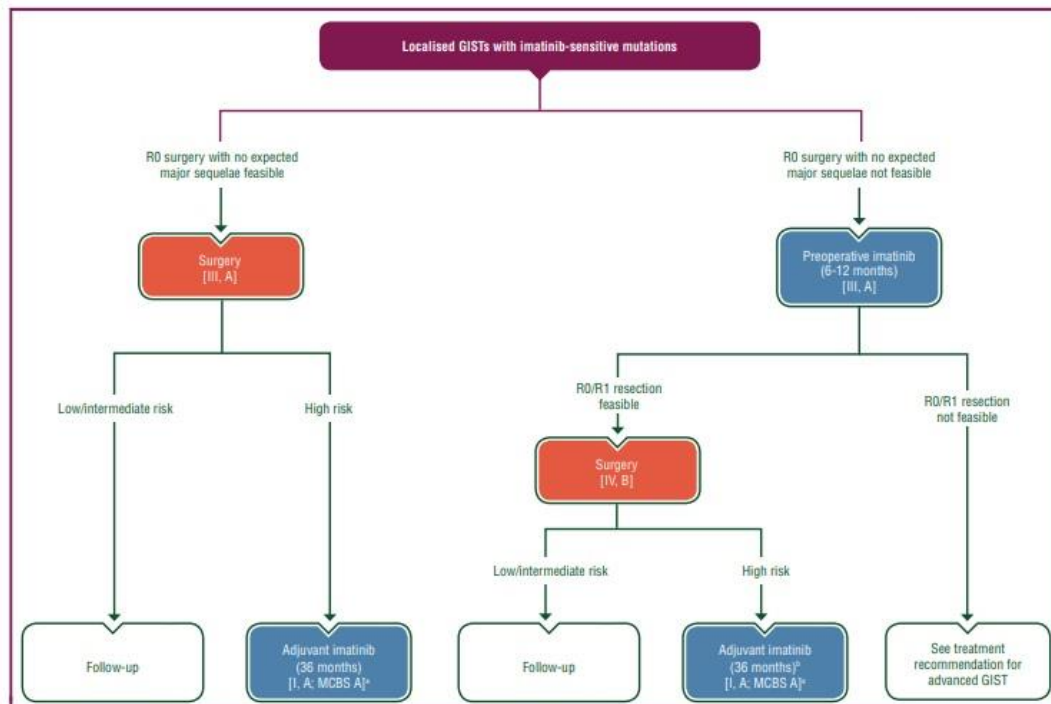 Localised GISTs with imatinib-sensitive mutations
R0 surgery with no expected
major sequelae feasible
R0 surgery with no expected
major sequelae not feasible
Surgery
[III, A]
Preoperative imatinib
(6-12 months)
[III, A]
Low/intermediate risk
High risk
R0/R1 resection
feasible
R0/R1 resection
not feasible
Surgery
[IV, B]
Low/intermediate risk
High risk
Follow-up
Adjuvant imatinib
(36 months)
[I, A; MCBS A]ᵃ
Follow-up
Adjuvant imatinib
(36 months)ᵇ
[I, A; MCBS A]ᵃ
See treatment
recommendation for
advanced GIST